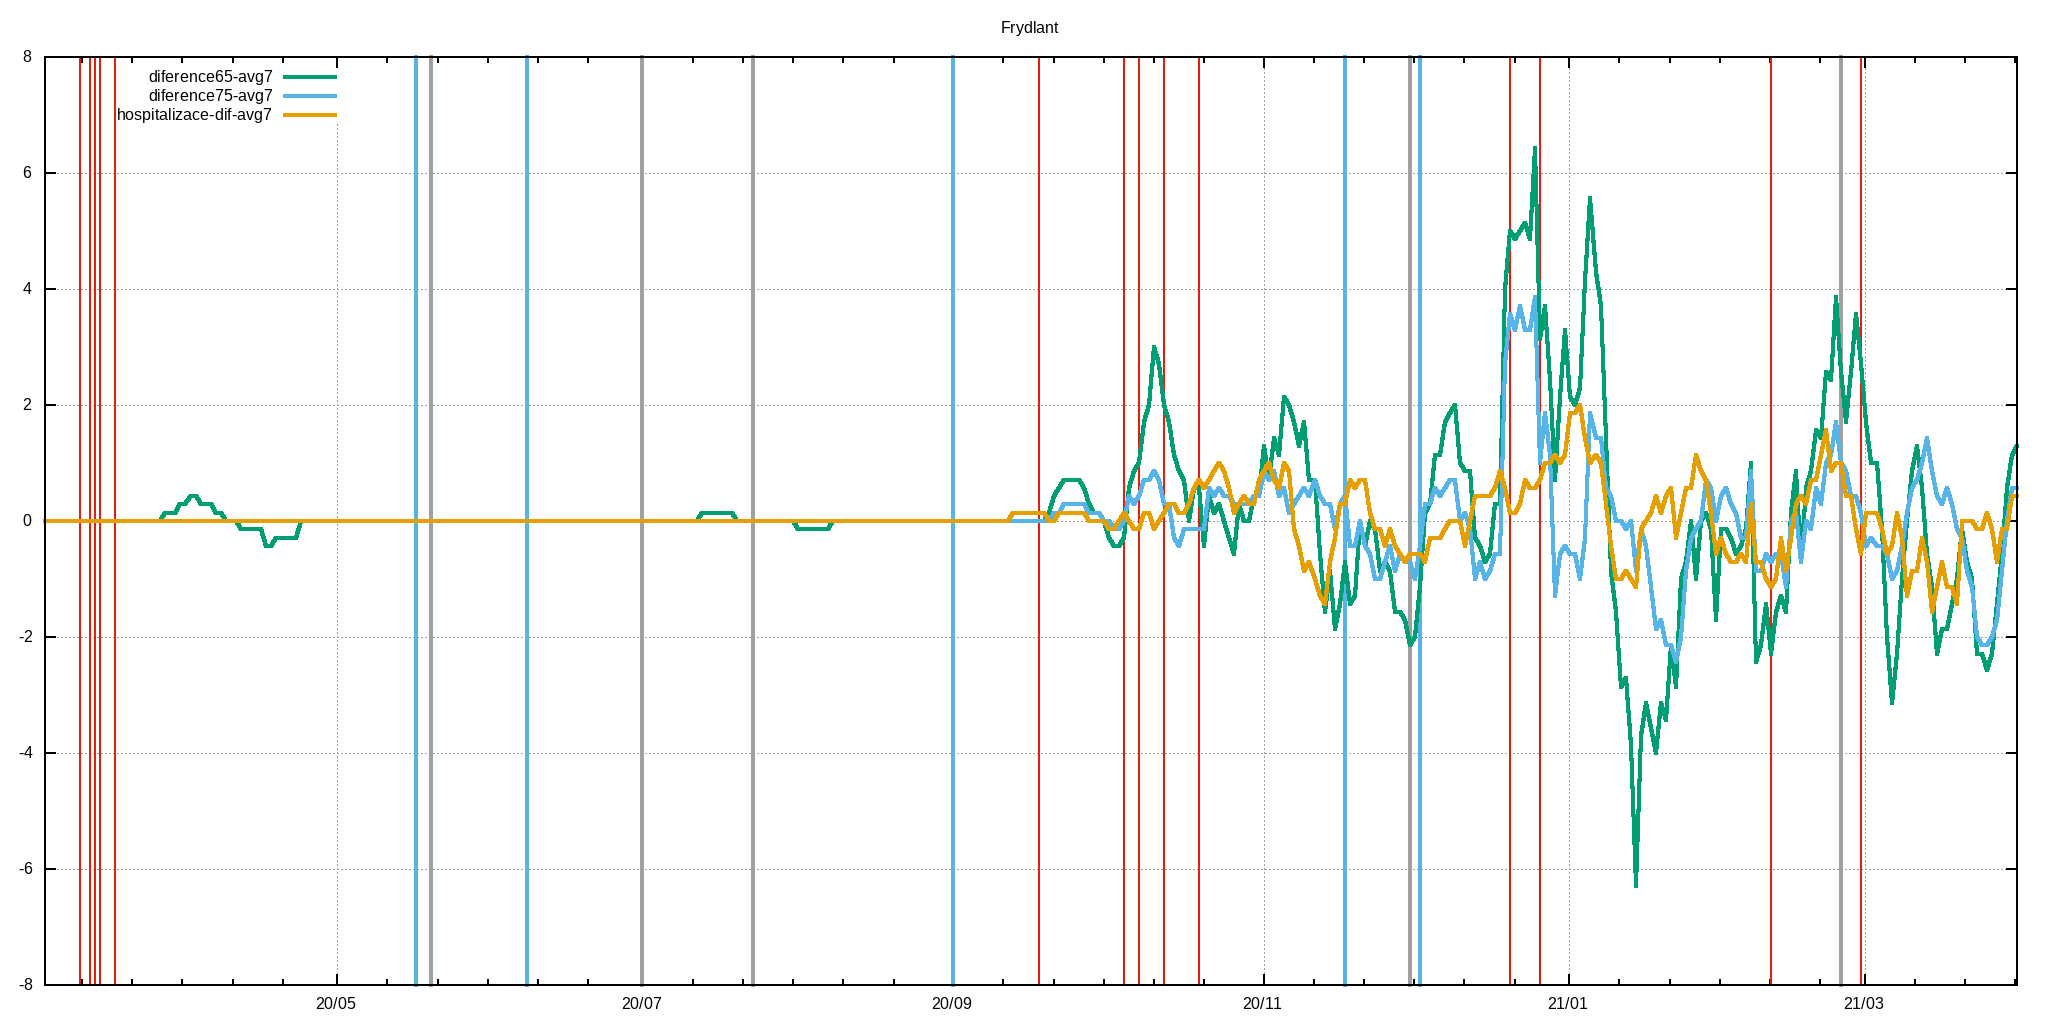 Frydlant
diference65-avg7
diference75-avg7
hospitalizace-dif-avg7
8
6
4
2
0
-2
-4
-6
-8
20/05 20/07 20/09 20/11 21/01 21/03